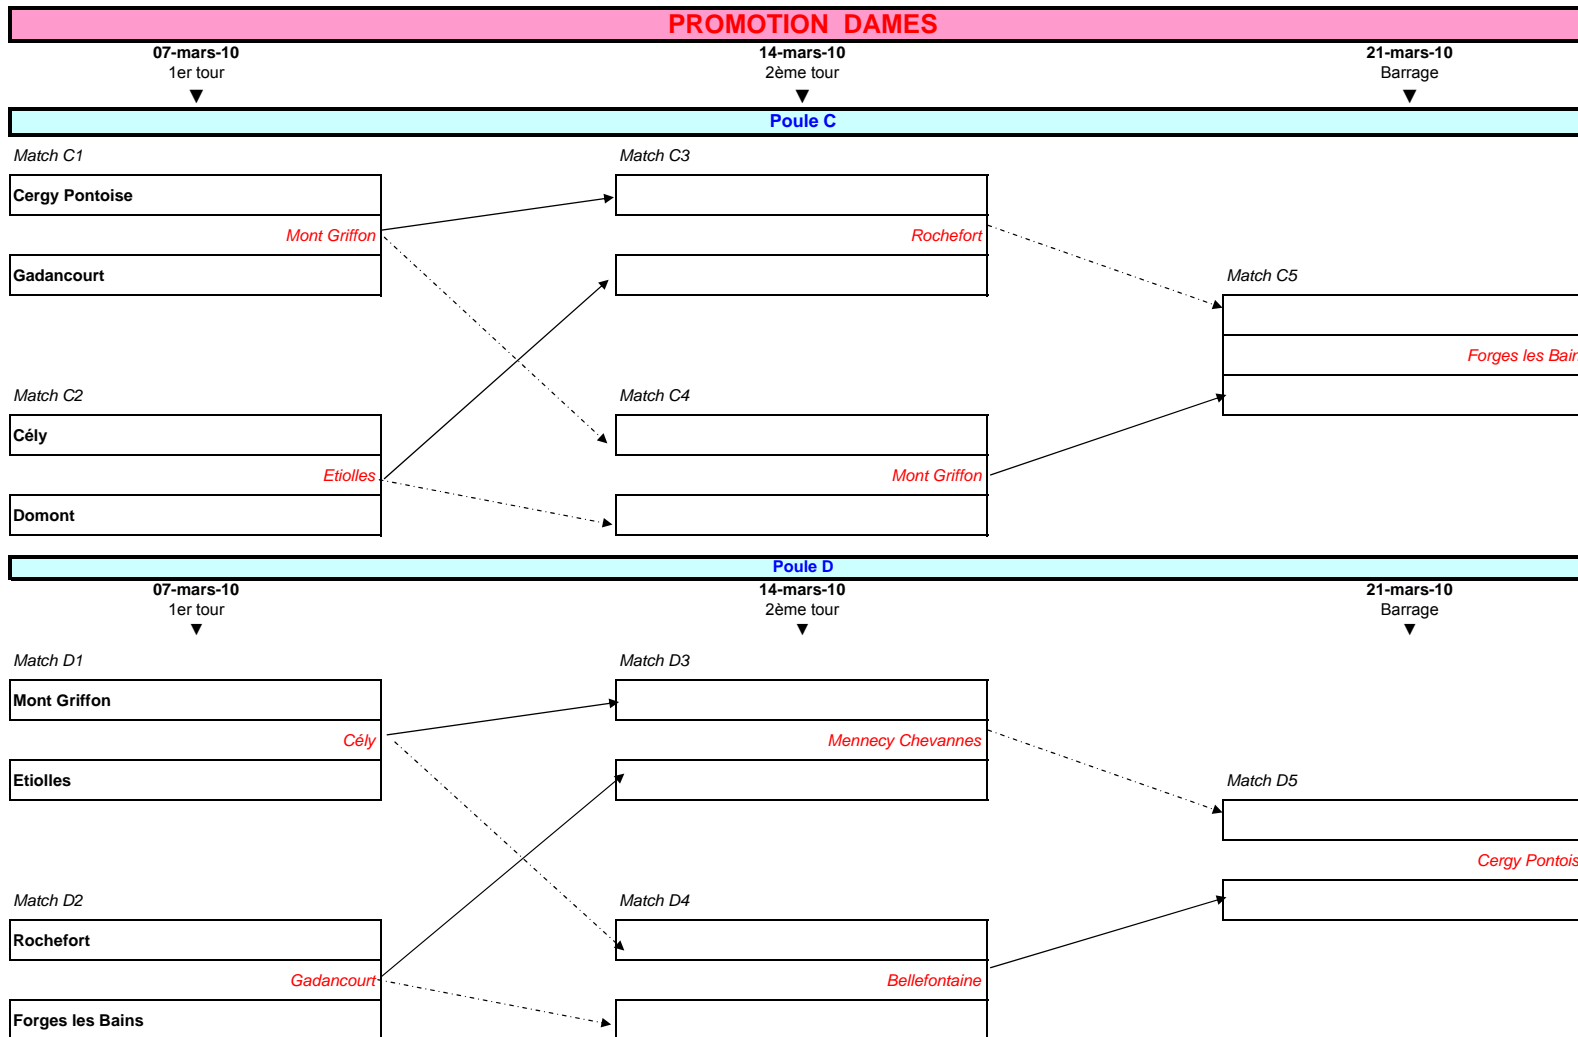 PROMOTION DAMES
07-mars-10 14-mars-10 21-mars-10
1er tour 2ème tour Barrage
Poule C
Match C1 Match C3
Cergy Pontoise
Mont Griffon Rochefort
Gadancourt Match C5
Forges les Bain
Match C2 Match C4
Cély
Etiolles Mont Griffon
Domont
Poule D
07-mars-10 14-mars-10 21-mars-10
1er tour 2ème tour Barrage
Match D1 Match D3
Mont Griffon
Cély Mennecy Chevannes
Etiolles Match D5
Cergy Pontois
Match D2 Match D4
Rochefort
Gadancourt Bellefontaine
Forges les Bains